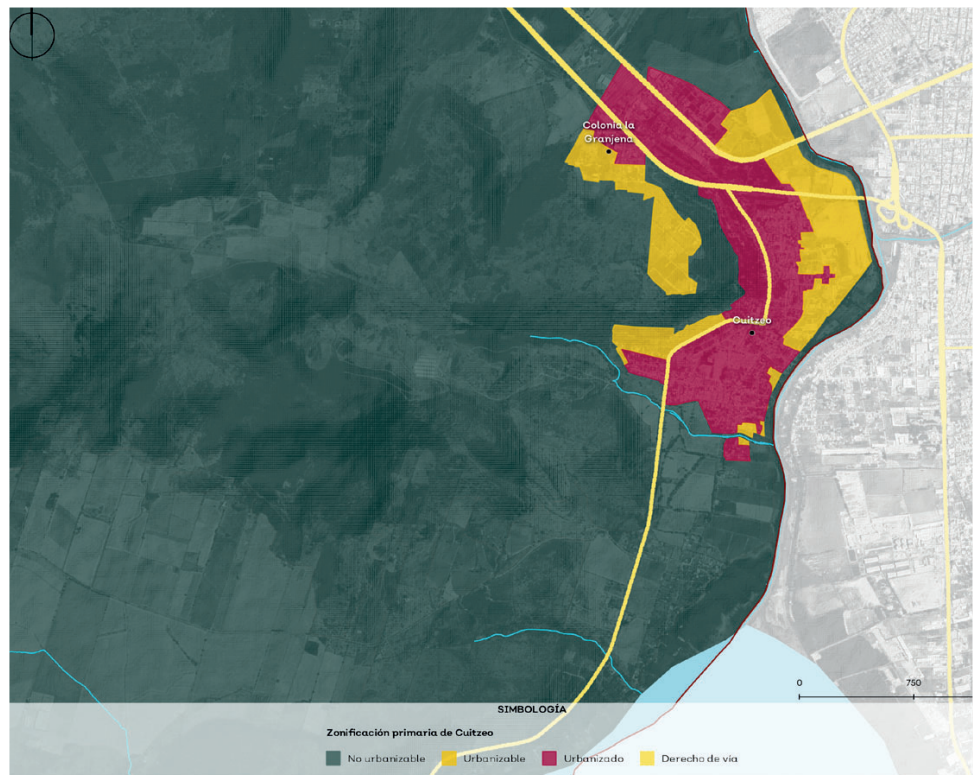 Colonia la
Granjena
Cuitzeo
0 750
SIMBOLOGÍA
Zonificación primaria de Cuitzeo
No urbanizable Urbanizable Urbanizado Derecho de vía